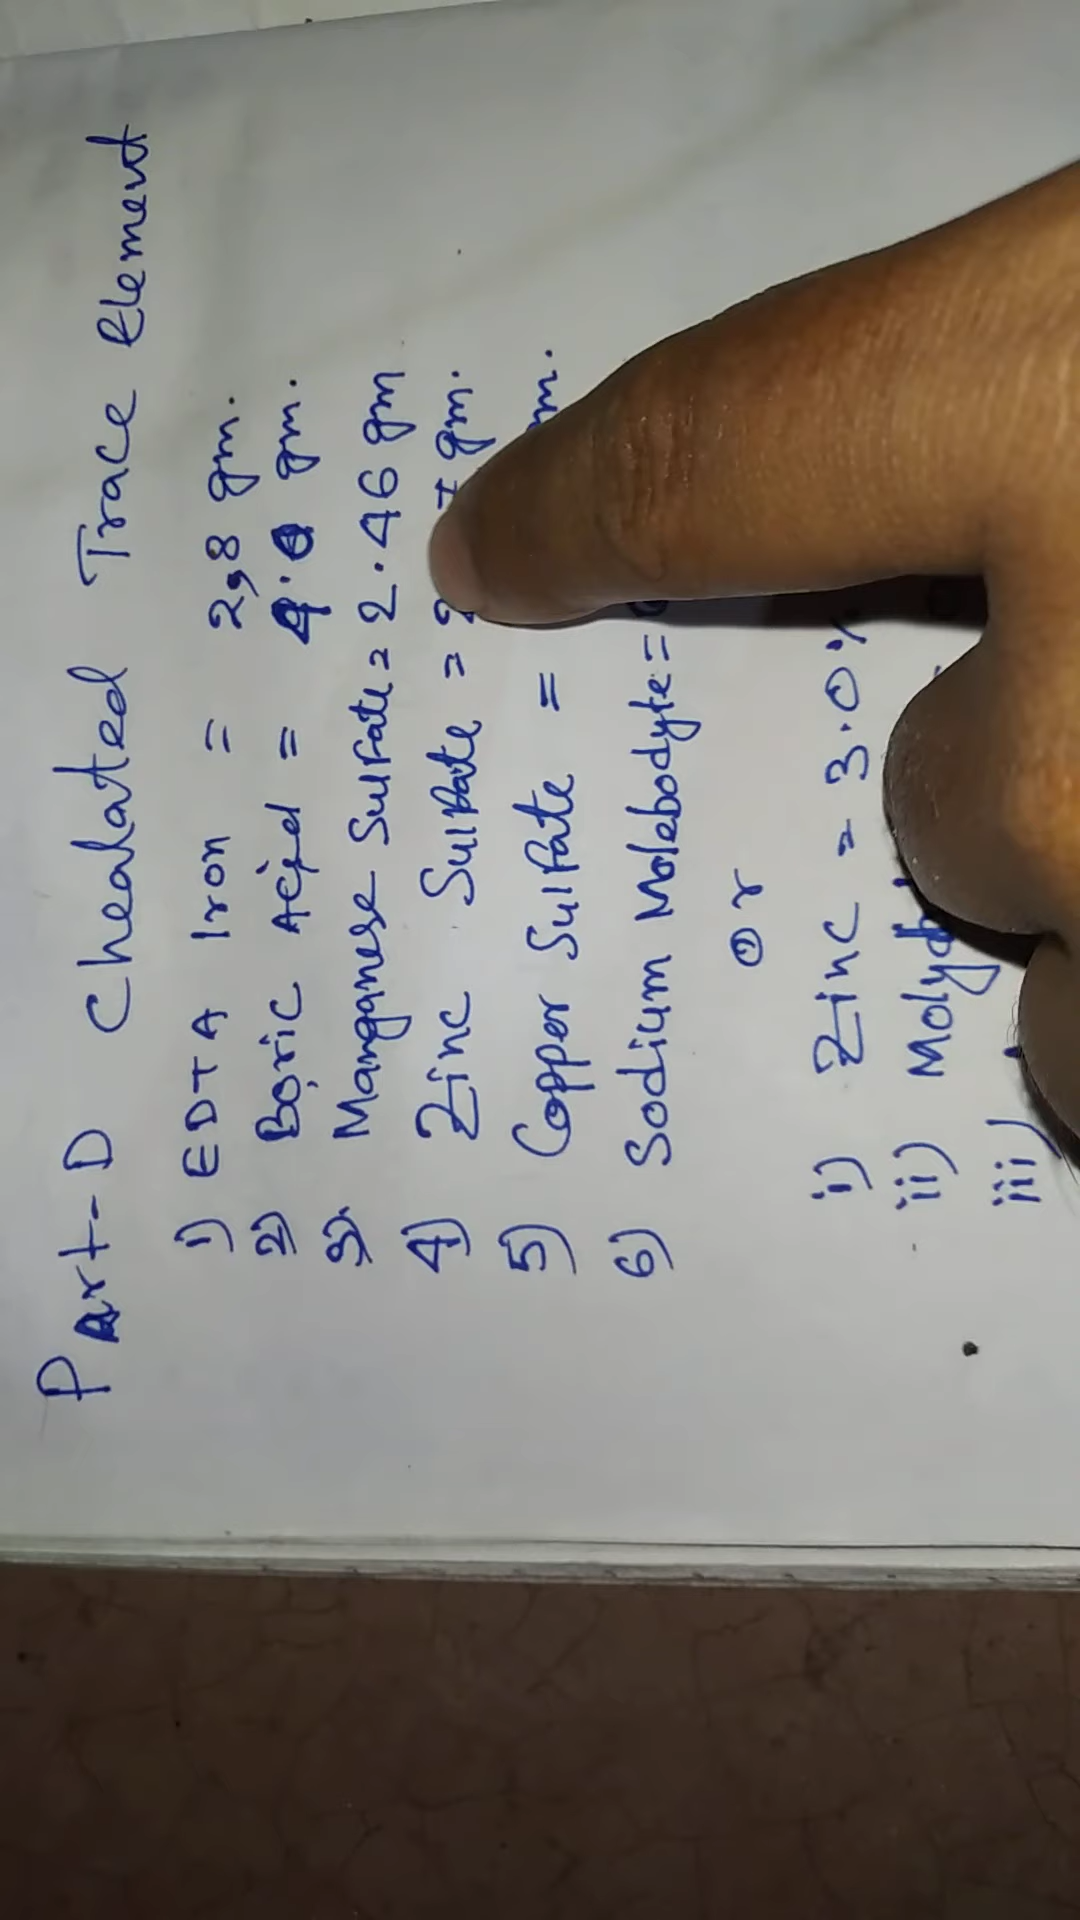 Part-D Chealated Trace Element
1) EDTA Iron = 2.8 gm.
2) Boric Acid = gm.
3) Manganese Sulfate = 2.46 gm
4) Zinc Sulfate = gm.
5) Copper Sulfate =
6) Sodium Molebodyte =
Or
i) Zinc = 3.0%
ii)
iii)